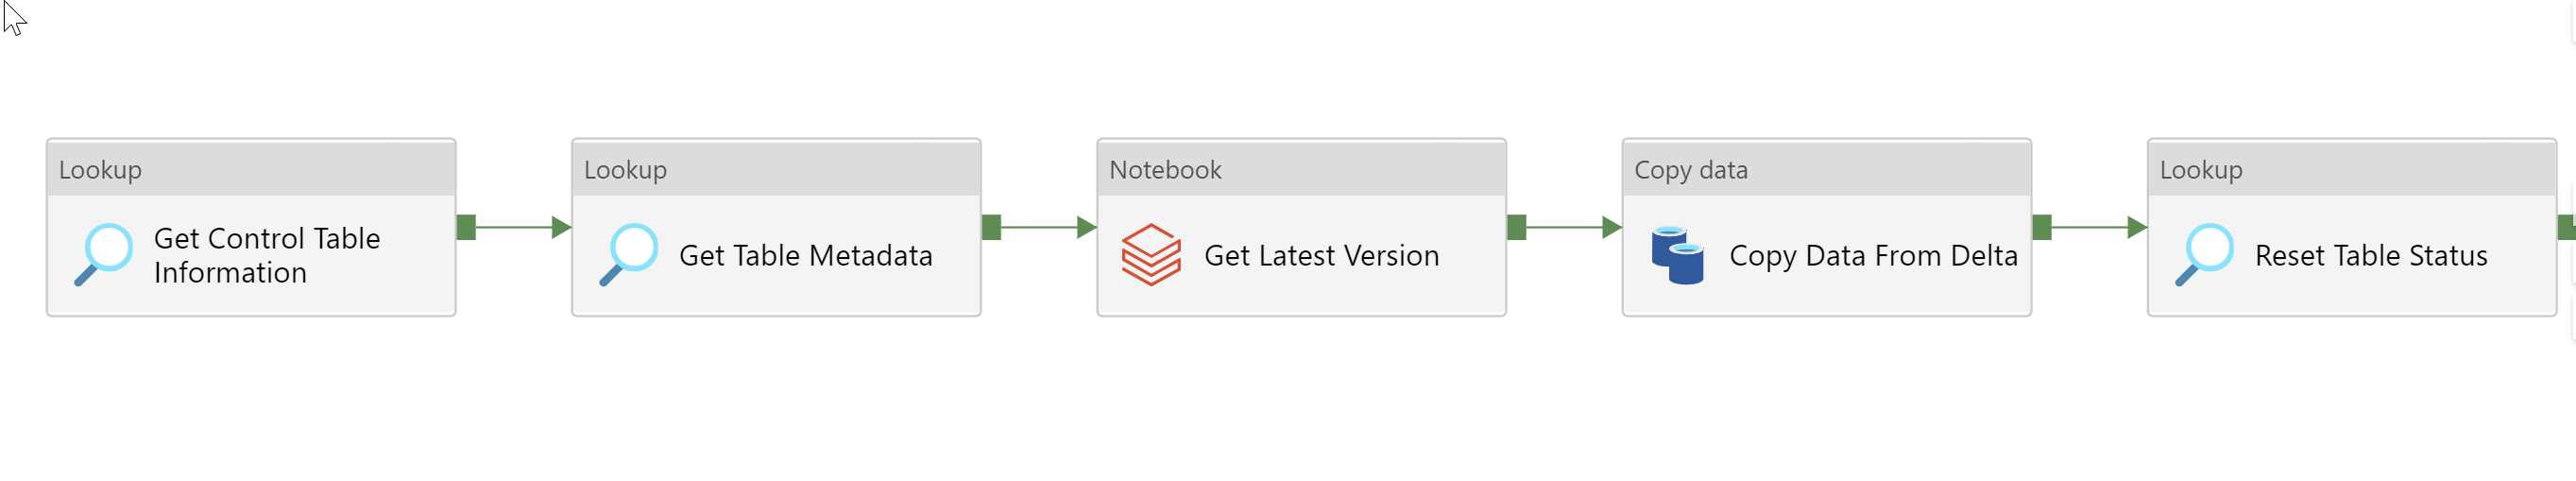 Lookup
Get Control Table
Information
Lookup
Get Table Metadata
Notebook
Get Latest Version
Copy data
Copy Data From Delta
Lookup
Reset Table Status